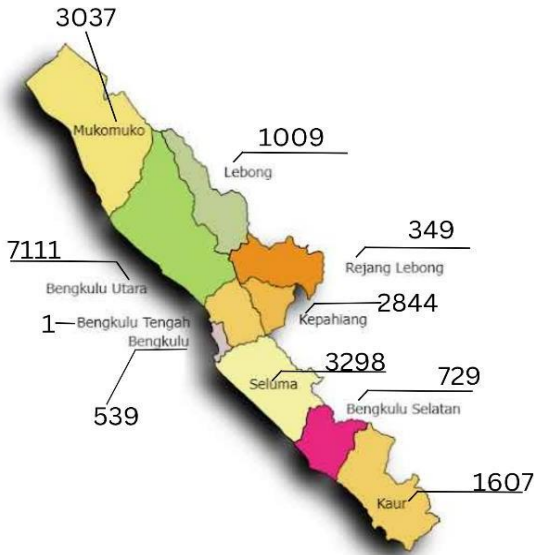 3037
Mukomuko
1009
Lebong
349
Rejang Lebong
7111
Bengkulu Utara
2844
Kepahiang
1
Bengkulu Tengah
Bengkulu
539
3298
Seluma
729
Bengkulu Selatan
1607
Kaur